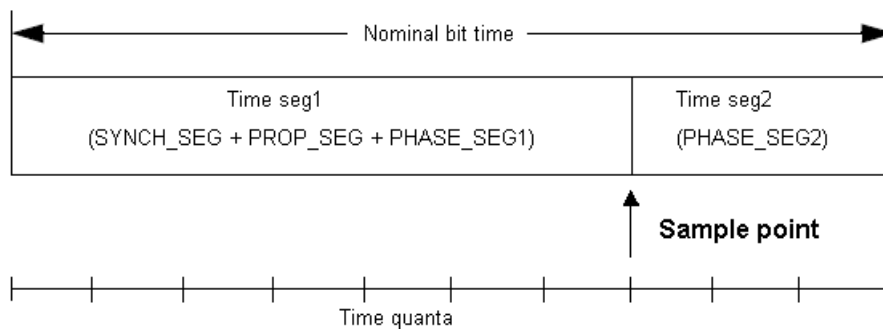 Nominal bit time
Time seg1
(SYNCH_SEG + PROP_SEG + PHASE_SEG1)
Time seg2
(PHASE_SEG2)
Sample point
Time quanta